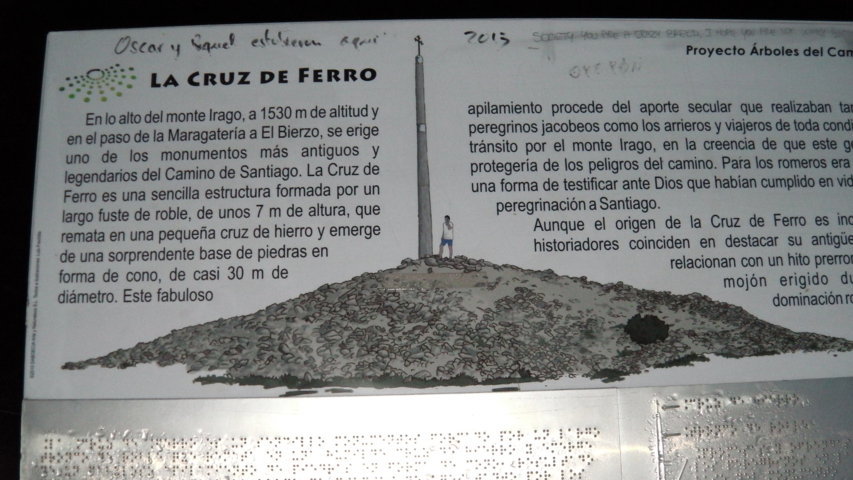 Oscar y Raquel estuvieron aquí
2013
LA CRUZ DE FERRO
Proyecto Árboles del Cam
En lo alto del monte Irago, a 1530 m de altitud y
en el paso de la Maragatería a El Bierzo, se erige
uno de los monumentos más antiguos y
legendarios del Camino de Santiago. La Cruz de
Ferro es una sencilla estructura formada por un
largo fuste de roble, de unos 7 m de altura, que
remata en una pequeña cruz de hierro y emerge
de una sorprendente base de piedras en
forma de cono, de casi 30 m de
diámetro. Este fabuloso
apilamiento procede del aporte secular que realizaban tan
peregrinos jacobeos como los arrieros y viajeros de toda condi
tránsito por el monte Irago, en la creencia de que este ge
protegería de los peligros del camino. Para los romeros era
una forma de testificar ante Dios que habían cumplido en vid
peregrinación a Santiago.
Aunque el origen de la Cruz de Ferro es inc
historiadores coinciden en destacar su antigüe
relacionan con un hito prerro
mojón erigido du
dominación ro